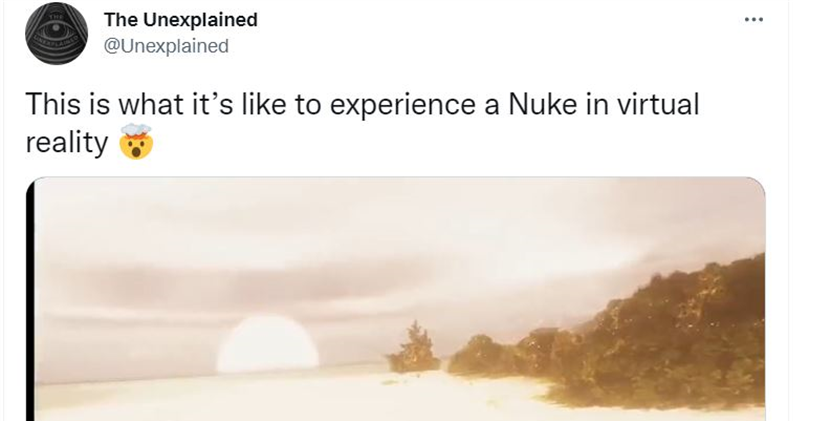 The Unexplained
@Unexplained
This is what it’s like to experience a Nuke in virtual
reality 🤯